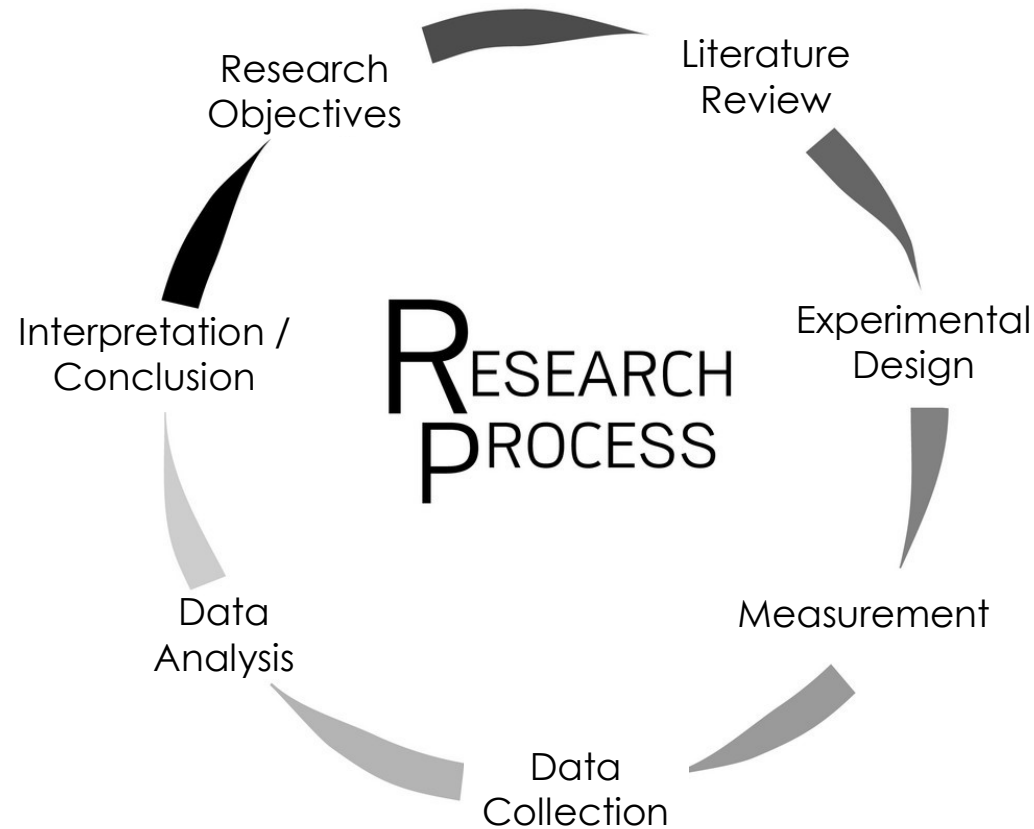 Research
Objectives
Literature
Review
Experimental
Design
Measurement
Data
Collection
Data
Analysis
Interpretation /
Conclusion
RESEARCH
PROCESS